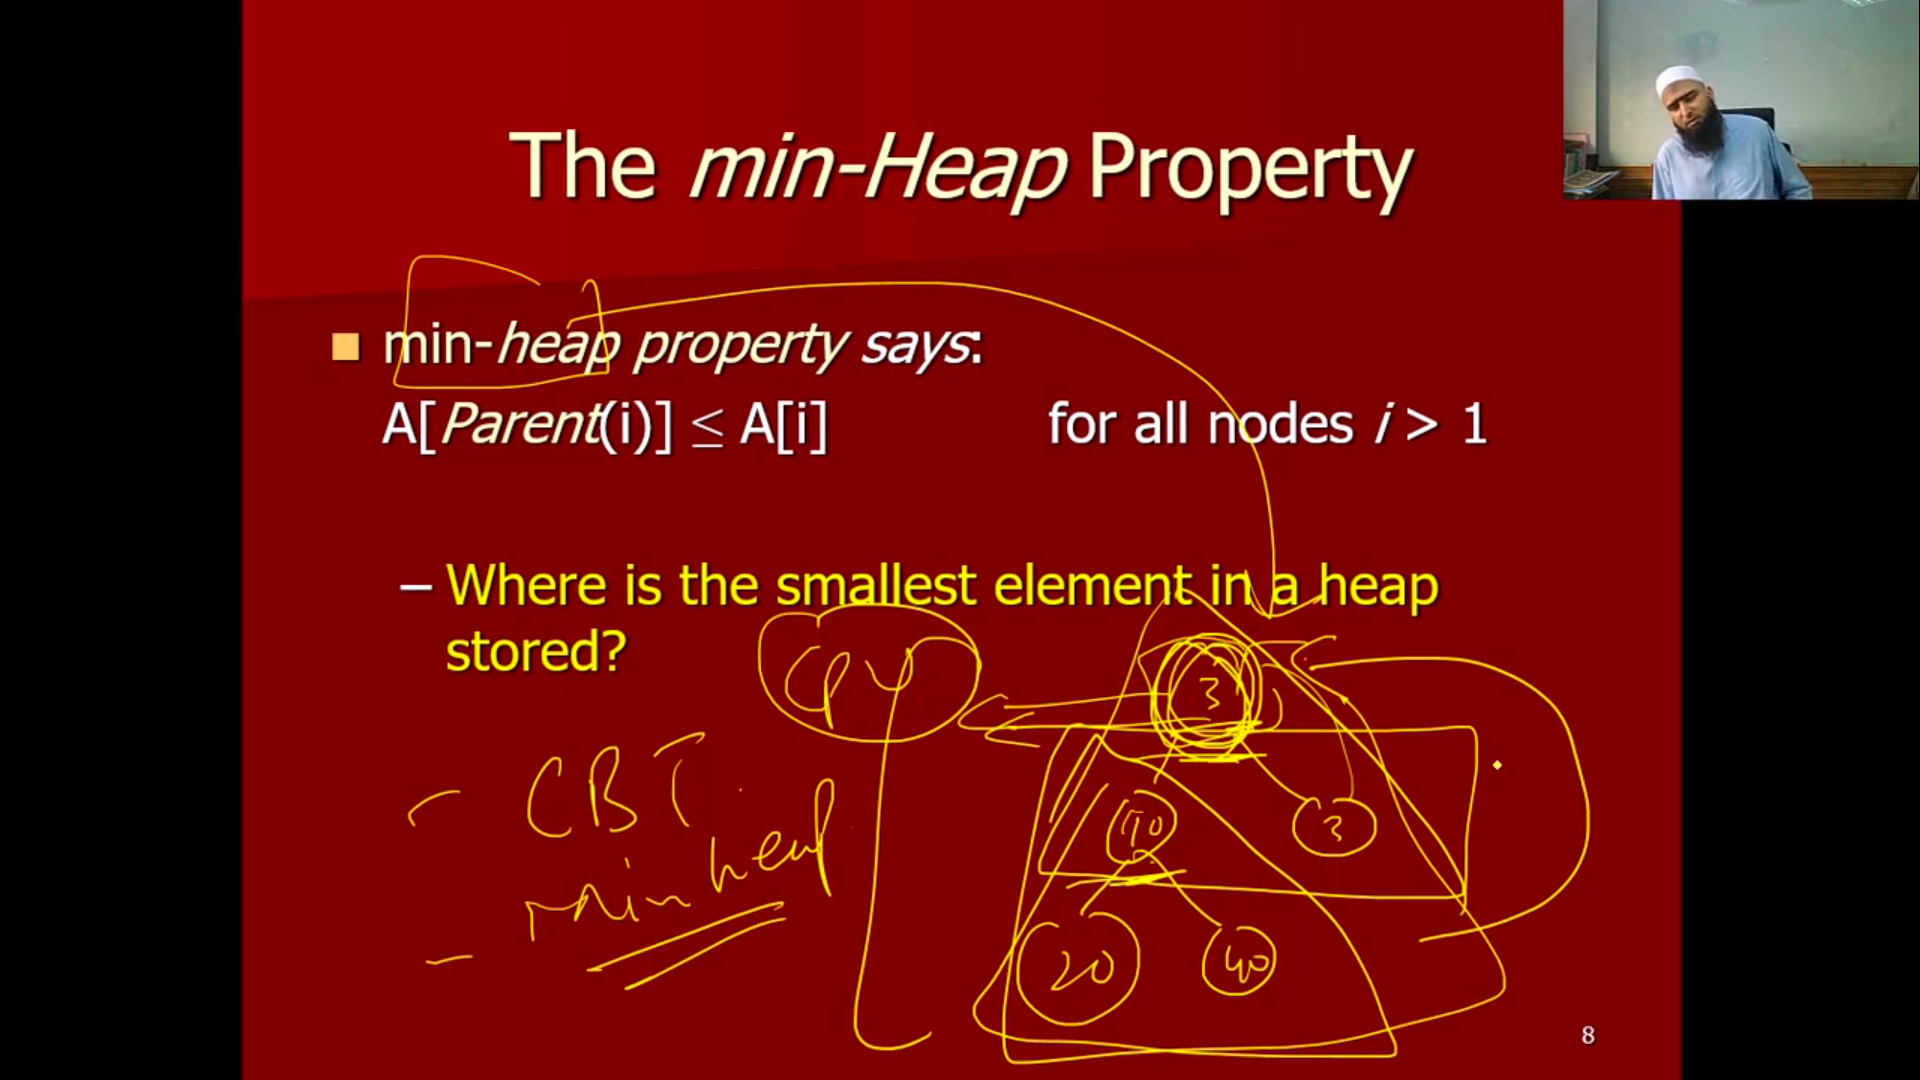 The min-Heap Property
■ min-heap property says:
A[Parent(i)] ≤ A[i] for all nodes i > 1
– Where is the smallest element in a heap
stored?
CPU
3
- CBT
10
3
- min heap
20
40
8